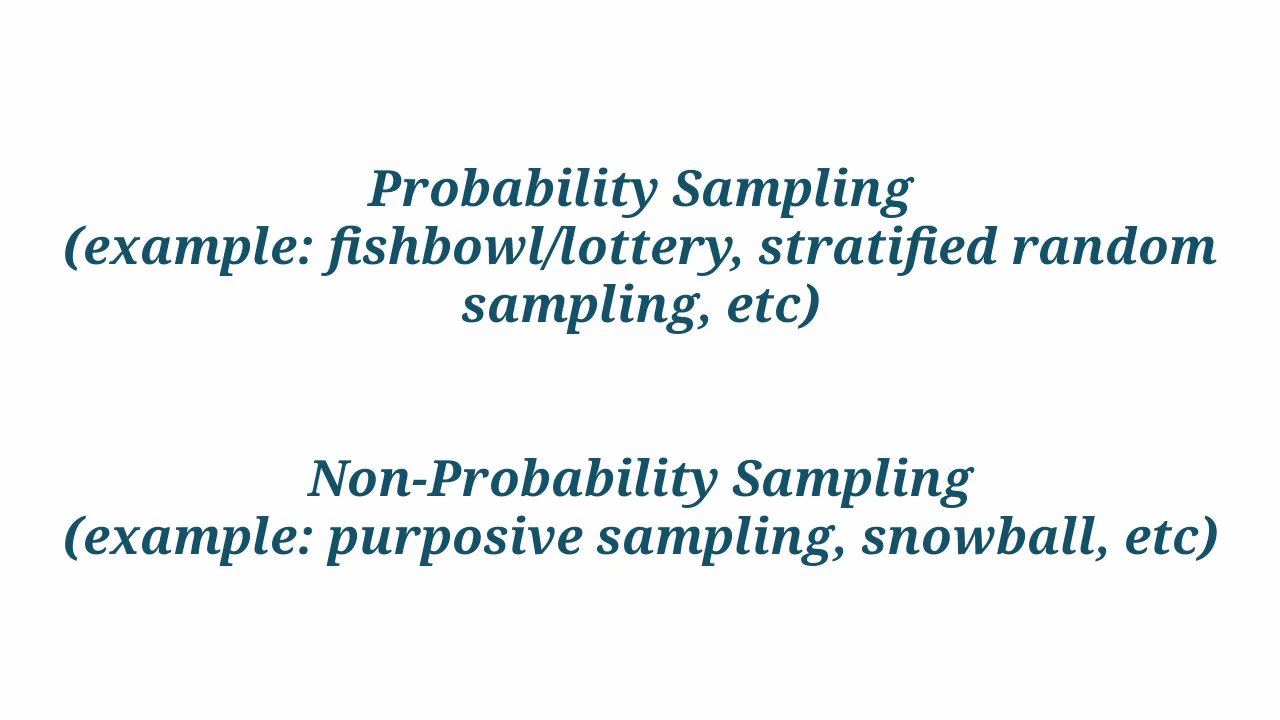 Probability Sampling
(example: fishbowl/lottery, stratified random
sampling, etc)
Non-Probability Sampling
(example: purposive sampling, snowball, etc)